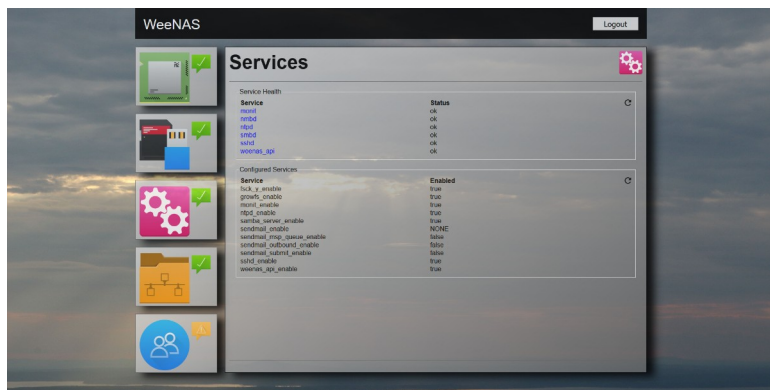 WeeNAS
Logout
Services
Service Health
Service Status
monit ok
nmbd ok
ntpd ok
smbd ok
sshd ok
weenas_api ok
Configured Services
Service Enabled
fsck_y_enable true
growfs_enable true
monit_enable true
ntpd_enable true
samba_server_enable true
sendmail_enable NONE
sendmail_msp_queue_enable false
sendmail_outbound_enable false
sendmail_submit_enable false
sshd_enable true
weenas_api_enable true